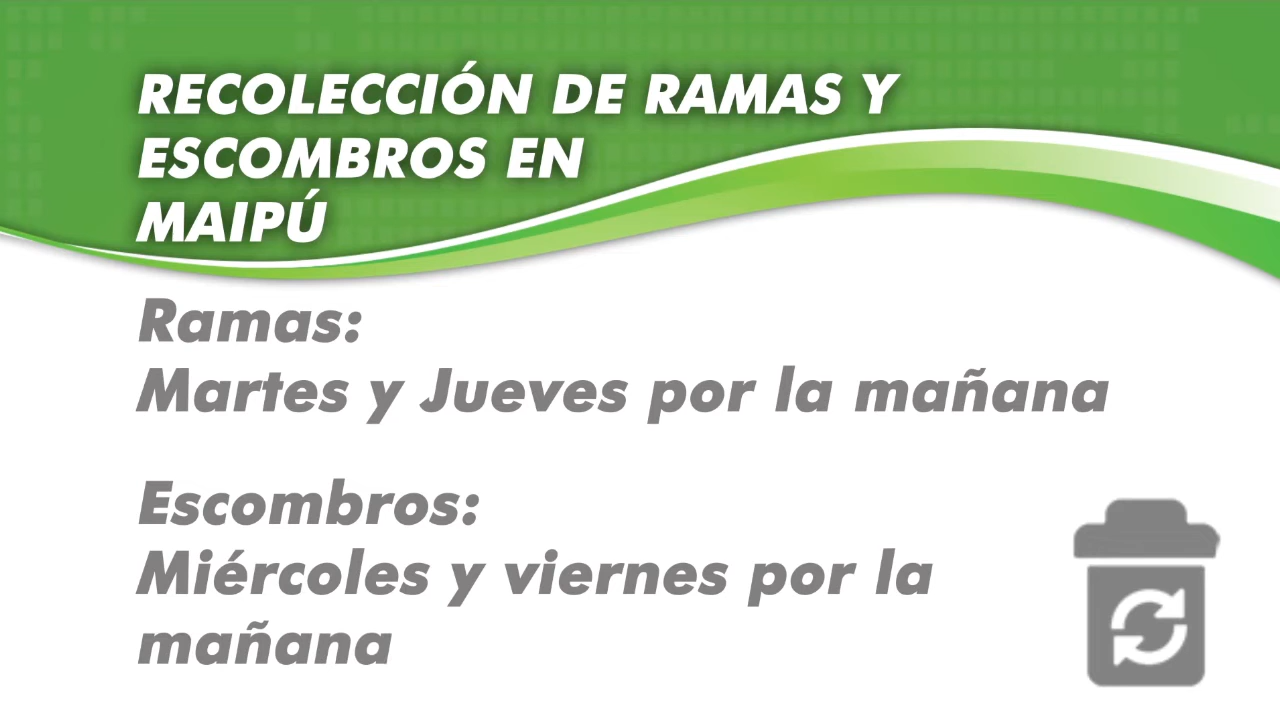 RECOLECCIÓN DE RAMAS Y
ESCOMBROS EN
MAIPÚ
Ramas:
Martes y Jueves por la mañana
Escombros:
Miércoles y viernes por la
mañana